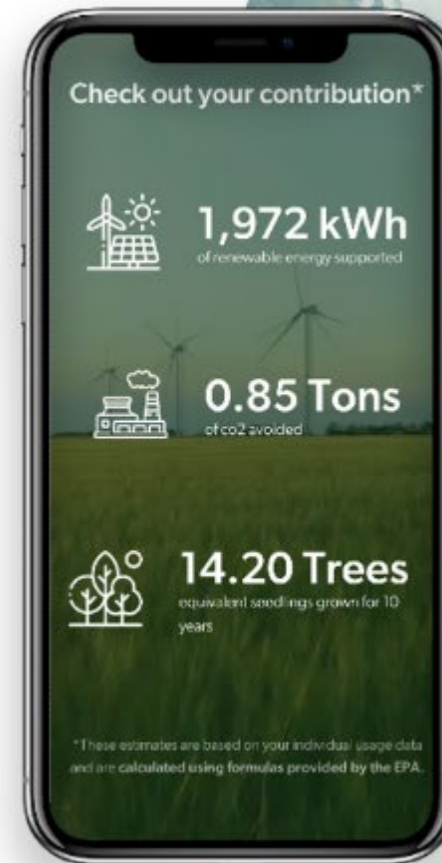 Check out your contribution*
1,972 kWh
of renewable energy supported
0.85 Tons
of co2 avoided
14.20 Trees
equivalent seedlings grown for 10
years
*These estimates are based on your individual usage data
and are calculated using formulas provided by the EPA.